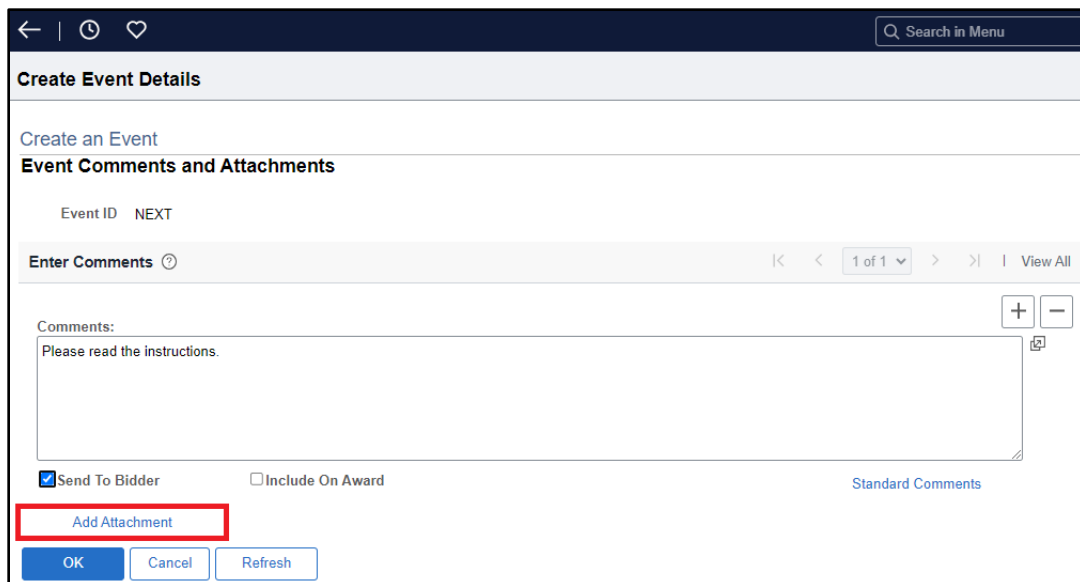 Search in Menu
Create Event Details
Create an Event
Event Comments and Attachments
Event ID NEXT
Enter Comments ? 1 of 1 View All
Comments:
Please read the instructions.
Send To Bidder Include On Award Standard Comments
Add Attachment
OK Cancel Refresh